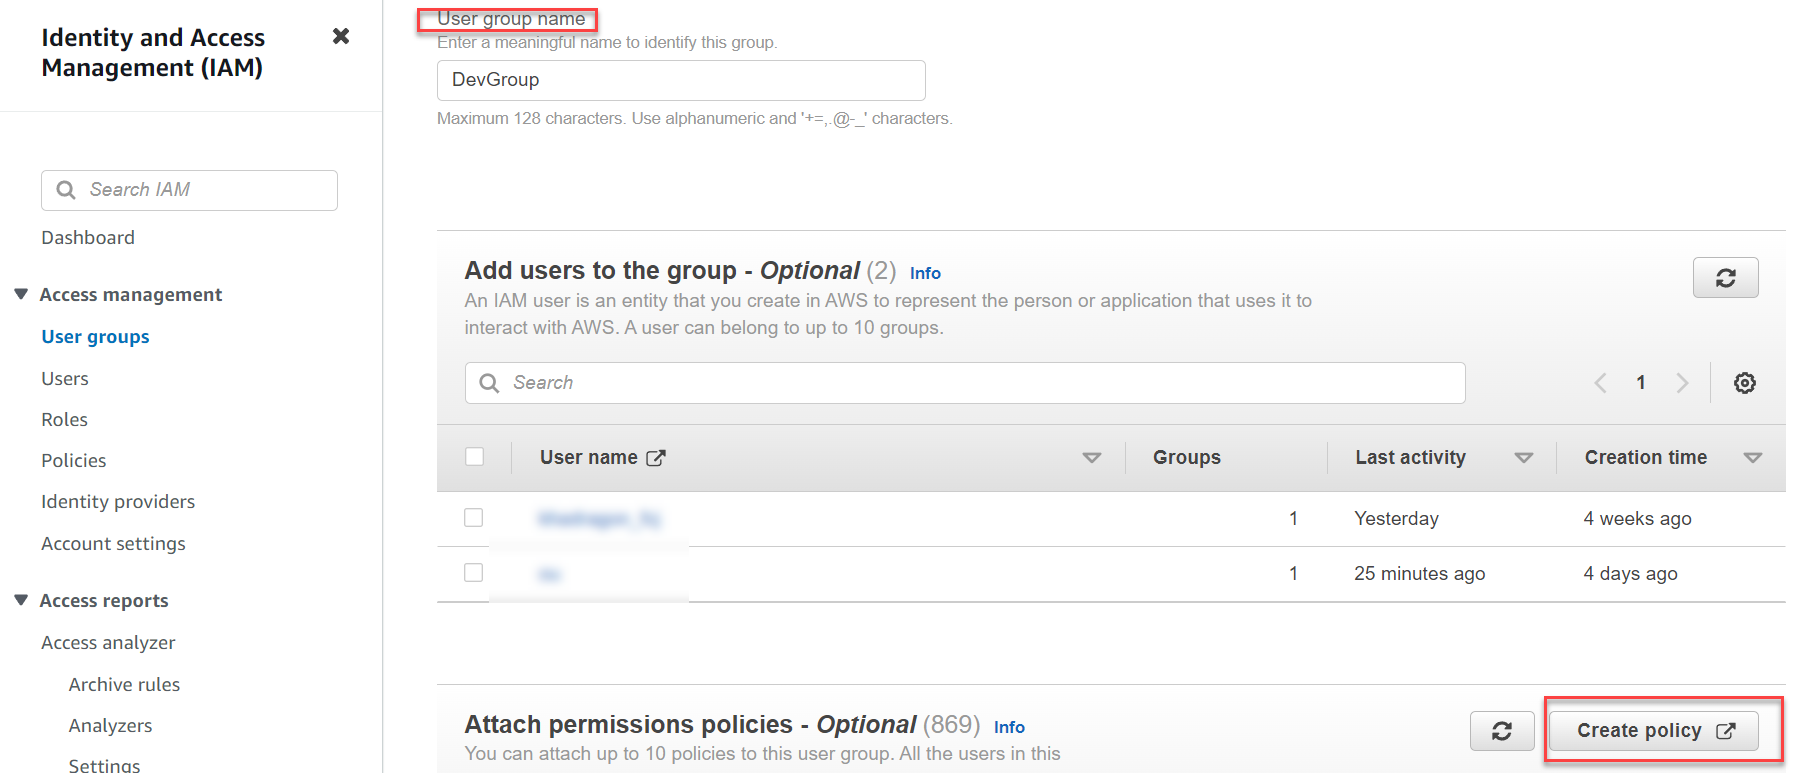 Identity and Access
Management (IAM)
Search IAM
Dashboard
Access management
User groups
Users
Roles
Policies
Identity providers
Account settings
Access reports
Access analyzer
Archive rules
Analyzers
Settings
User group name
Enter a meaningful name to identify this group.
DevGroup
Maximum 128 characters. Use alphanumeric and '+=,.@-_' characters.
Add users to the group - Optional (2) Info
An IAM user is an entity that you create in AWS to represent the person or application that uses it to
interact with AWS. A user can belong to up to 10 groups.
Search
1
User name Groups Last activity Creation time
1 Yesterday 4 weeks ago
1 25 minutes ago 4 days ago
Attach permissions policies - Optional (869) Info
You can attach up to 10 policies to this user group. All the users in this
Create policy